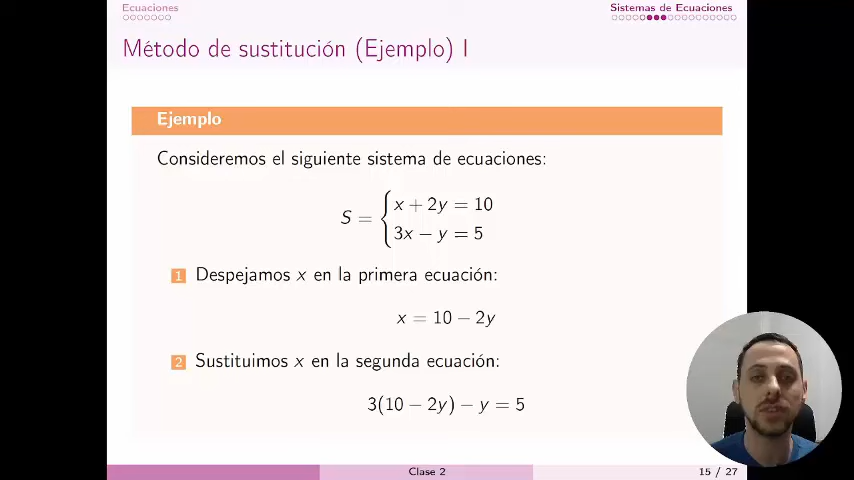 Ecuaciones
Sistemas de Ecuaciones
Método de sustitución (Ejemplo) I
Ejemplo
Consideremos el siguiente sistema de ecuaciones:
S = { x + 2y = 10
3x − y = 5
1 Despejamos x en la primera ecuación:
x = 10 − 2y
2 Sustituimos x en la segunda ecuación:
3(10 − 2y) − y = 5
Clase 2
15 / 27